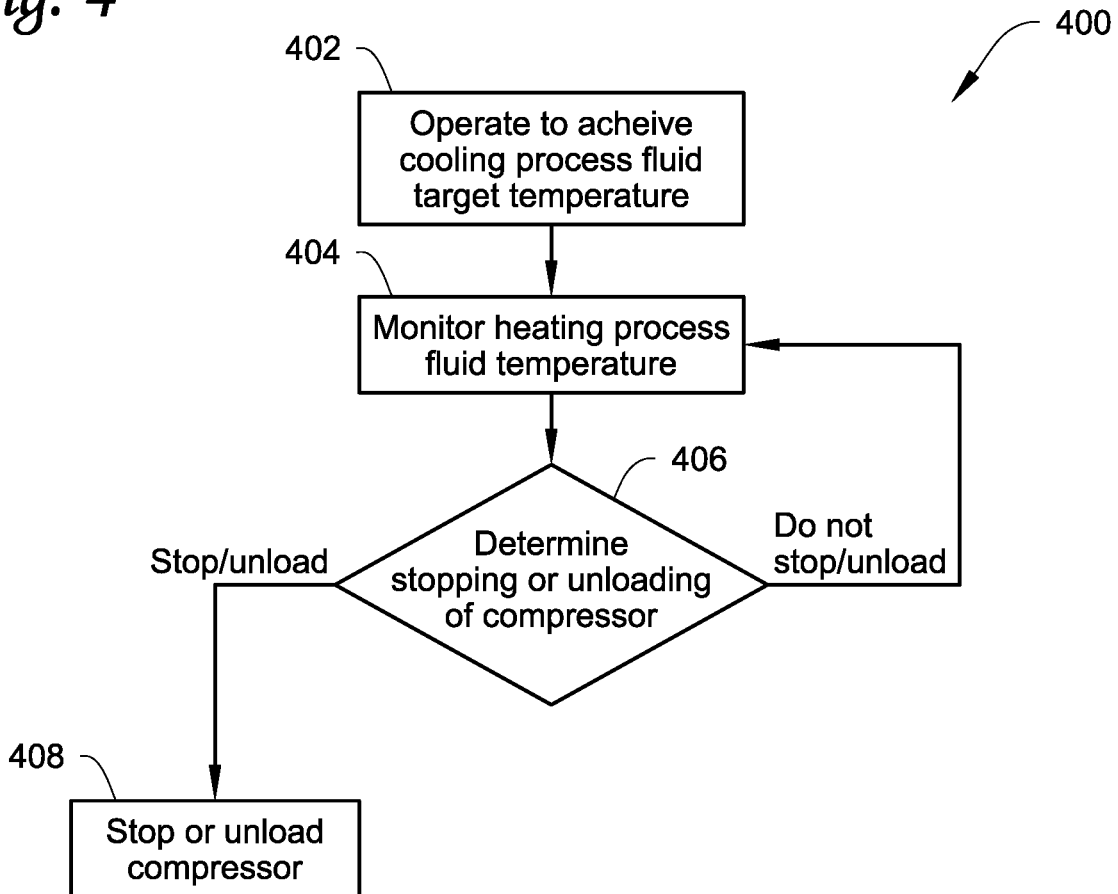 Fig. 4
400
402
Operate to acheive
cooling process fluid
target temperature
404
Monitor heating process
fluid temperature
406
Determine
stopping or unloading
of compressor
Stop/unload
Do not
stop/unload
408
Stop or unload
compressor